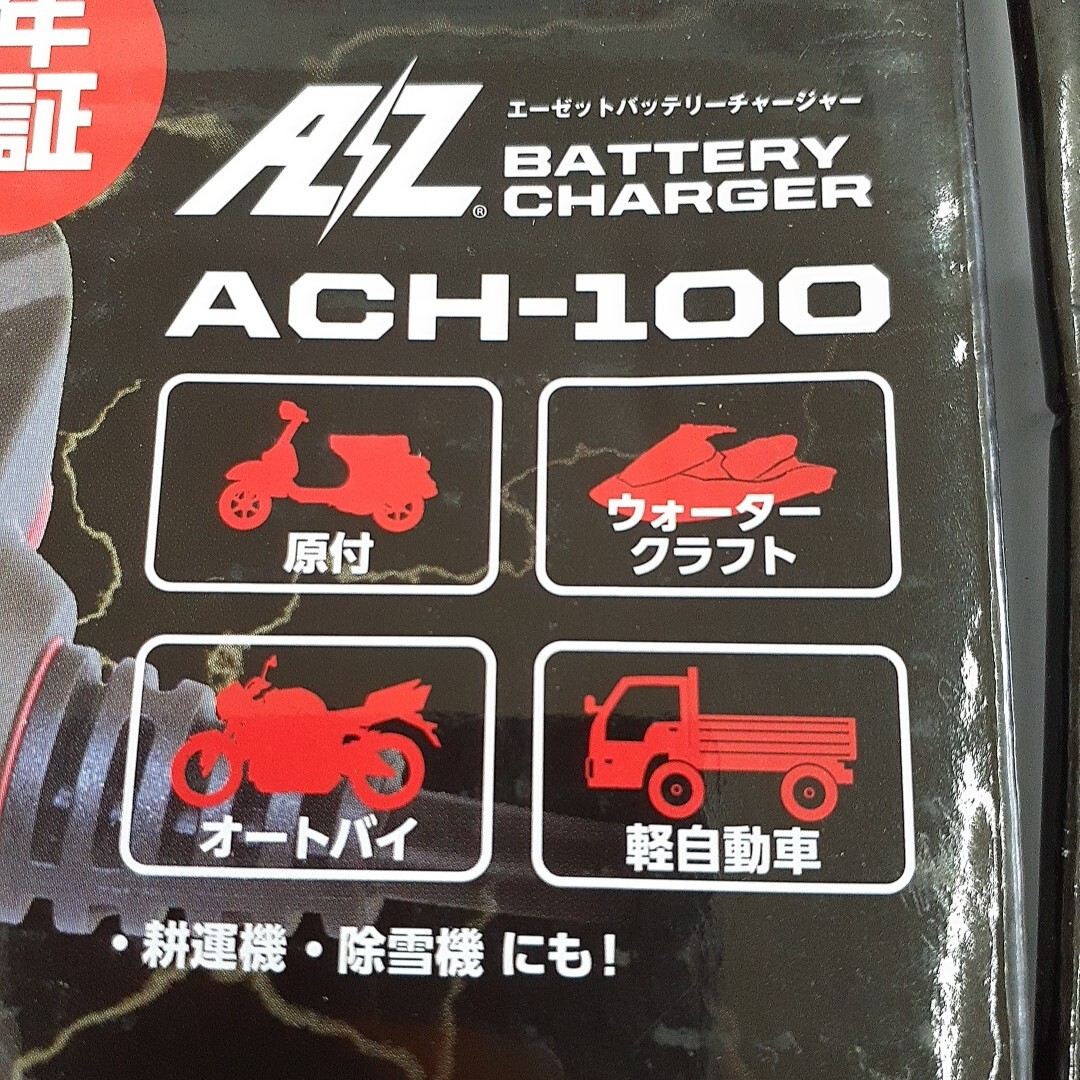 年
証
AZ®
エーゼットバッテリーチャージャー
BATTERY
CHARGER
ACH-100
原付
ウォーター
クラフト
オートバイ
軽自動車
・耕運機・除雪機 にも!